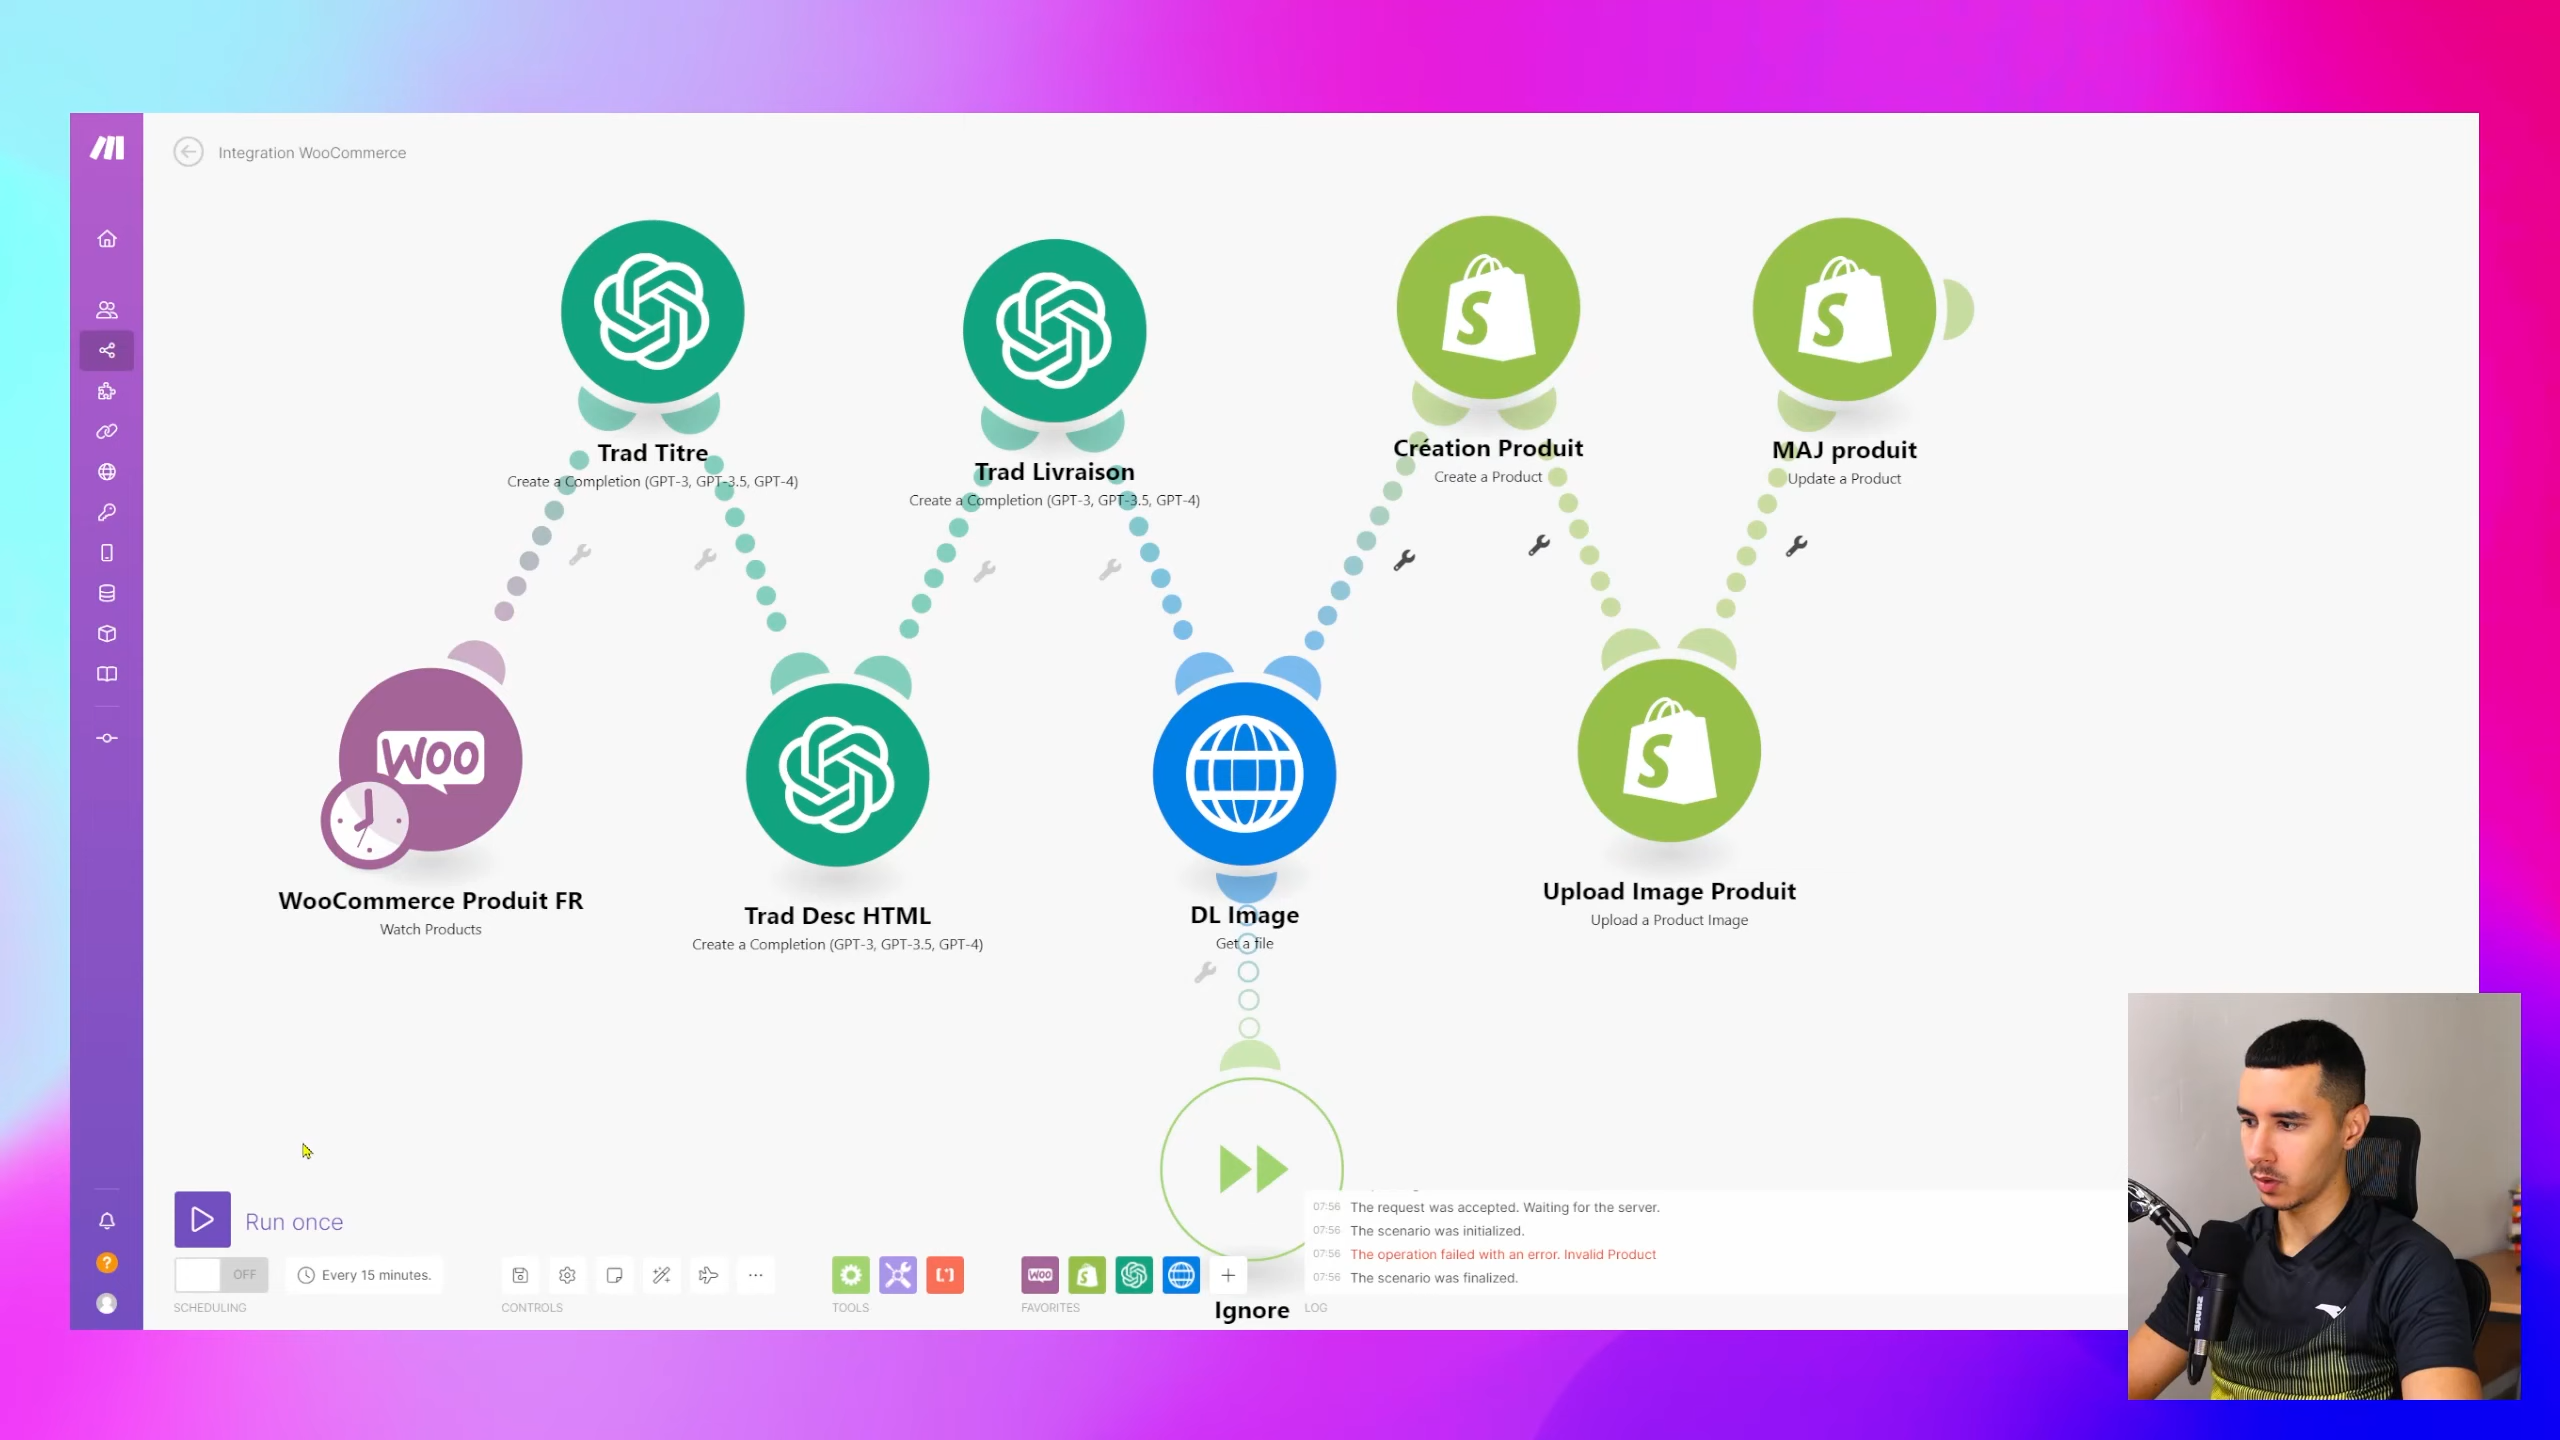 Integration WooCommerce
Trad Titre
Create a Completion (GPT-3, GPT-3.5, GPT-4)
Trad Livraison
Create a Completion (GPT-3, GPT-3.5, GPT-4)
Création Produit
Create a Product
MAJ produit
Update a Product
WOO
WooCommerce Produit FR
Watch Products
Trad Desc HTML
Create a Completion (GPT-3, GPT-3.5, GPT-4)
DL Image
Get a file
Upload Image Produit
Upload a Product Image
Run once
OFF
Every 15 minutes.
SCHEDULING
CONTROLS
TOOLS
WOO
FAVORITES
Ignore
07:56 The request was accepted. Waiting for the server.
07:56 The scenario was initialized.
07:56 The operation failed with an error. Invalid Product
07:56 The scenario was finalized.
LOG